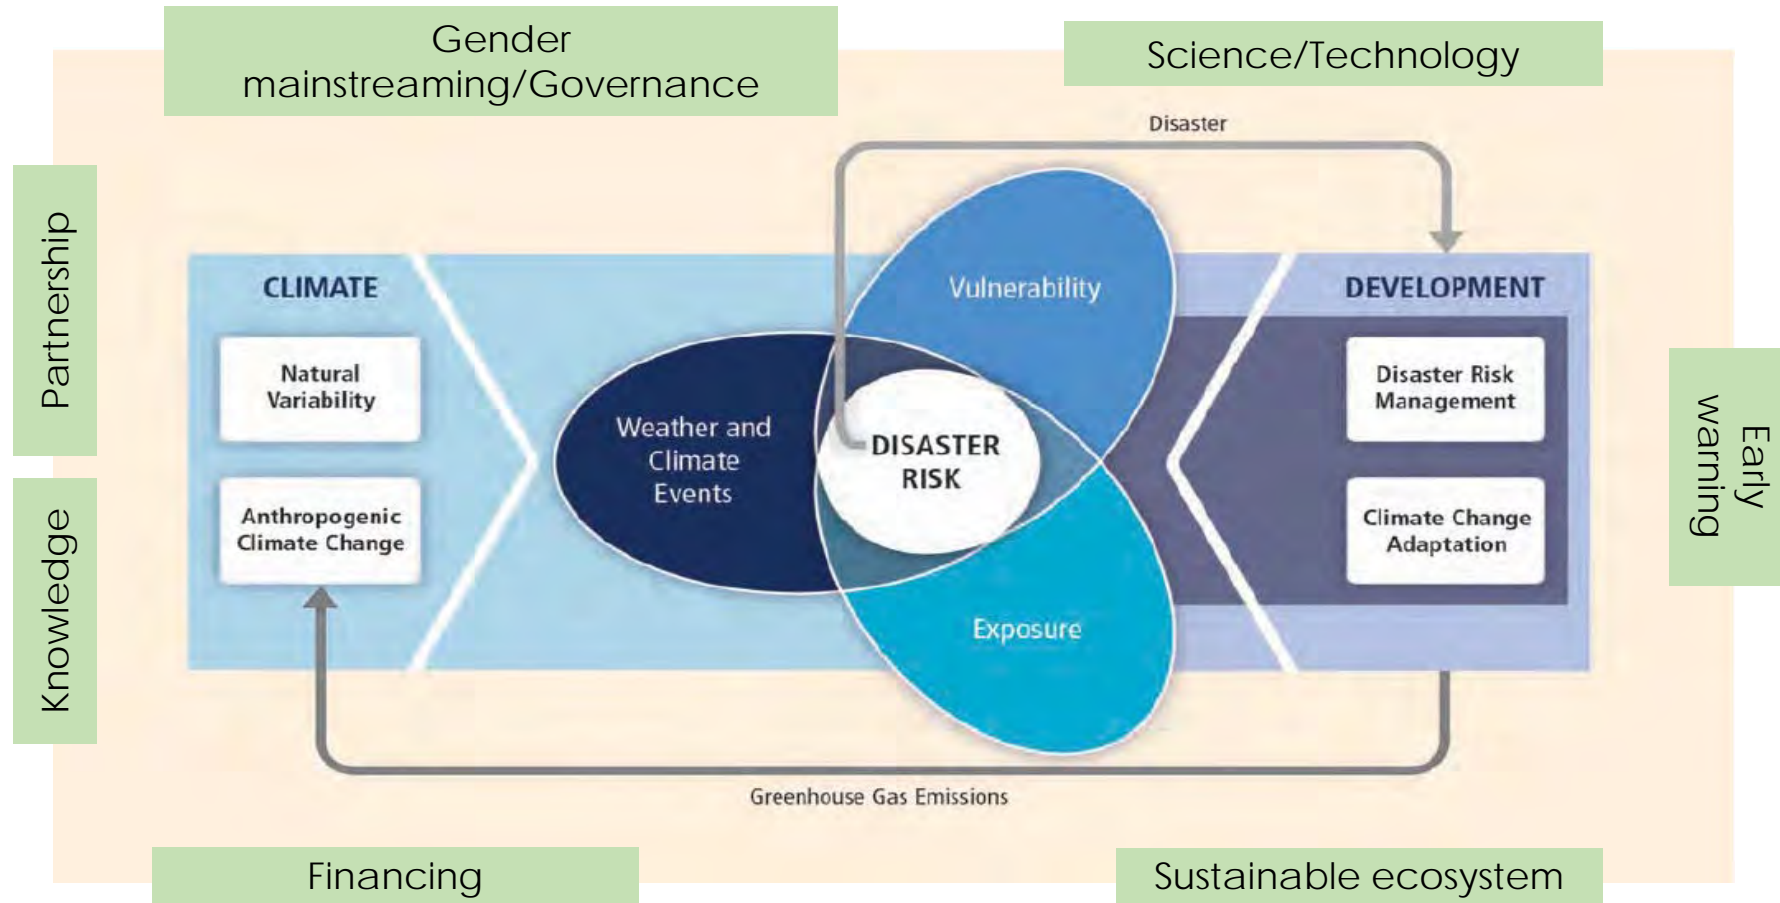 Gender
mainstreaming/Governance
Science/Technology
Disaster
Partnership
Knowledge
CLIMATE
Natural
Variability
Anthropogenic
Climate Change
Weather and
Climate
Events
Vulnerability
DISASTER
RISK
Exposure
DEVELOPMENT
Disaster Risk
Management
Climate Change
Adaptation
Early
warning
Greenhouse Gas Emissions
Financing
Sustainable ecosystem